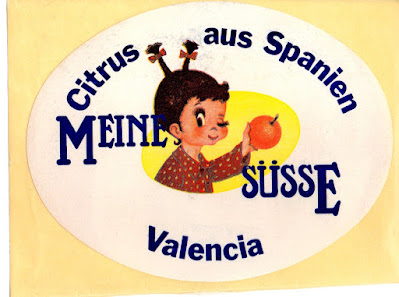 Citrus aus Spanien
MEINE
SÜSSE
Valencia